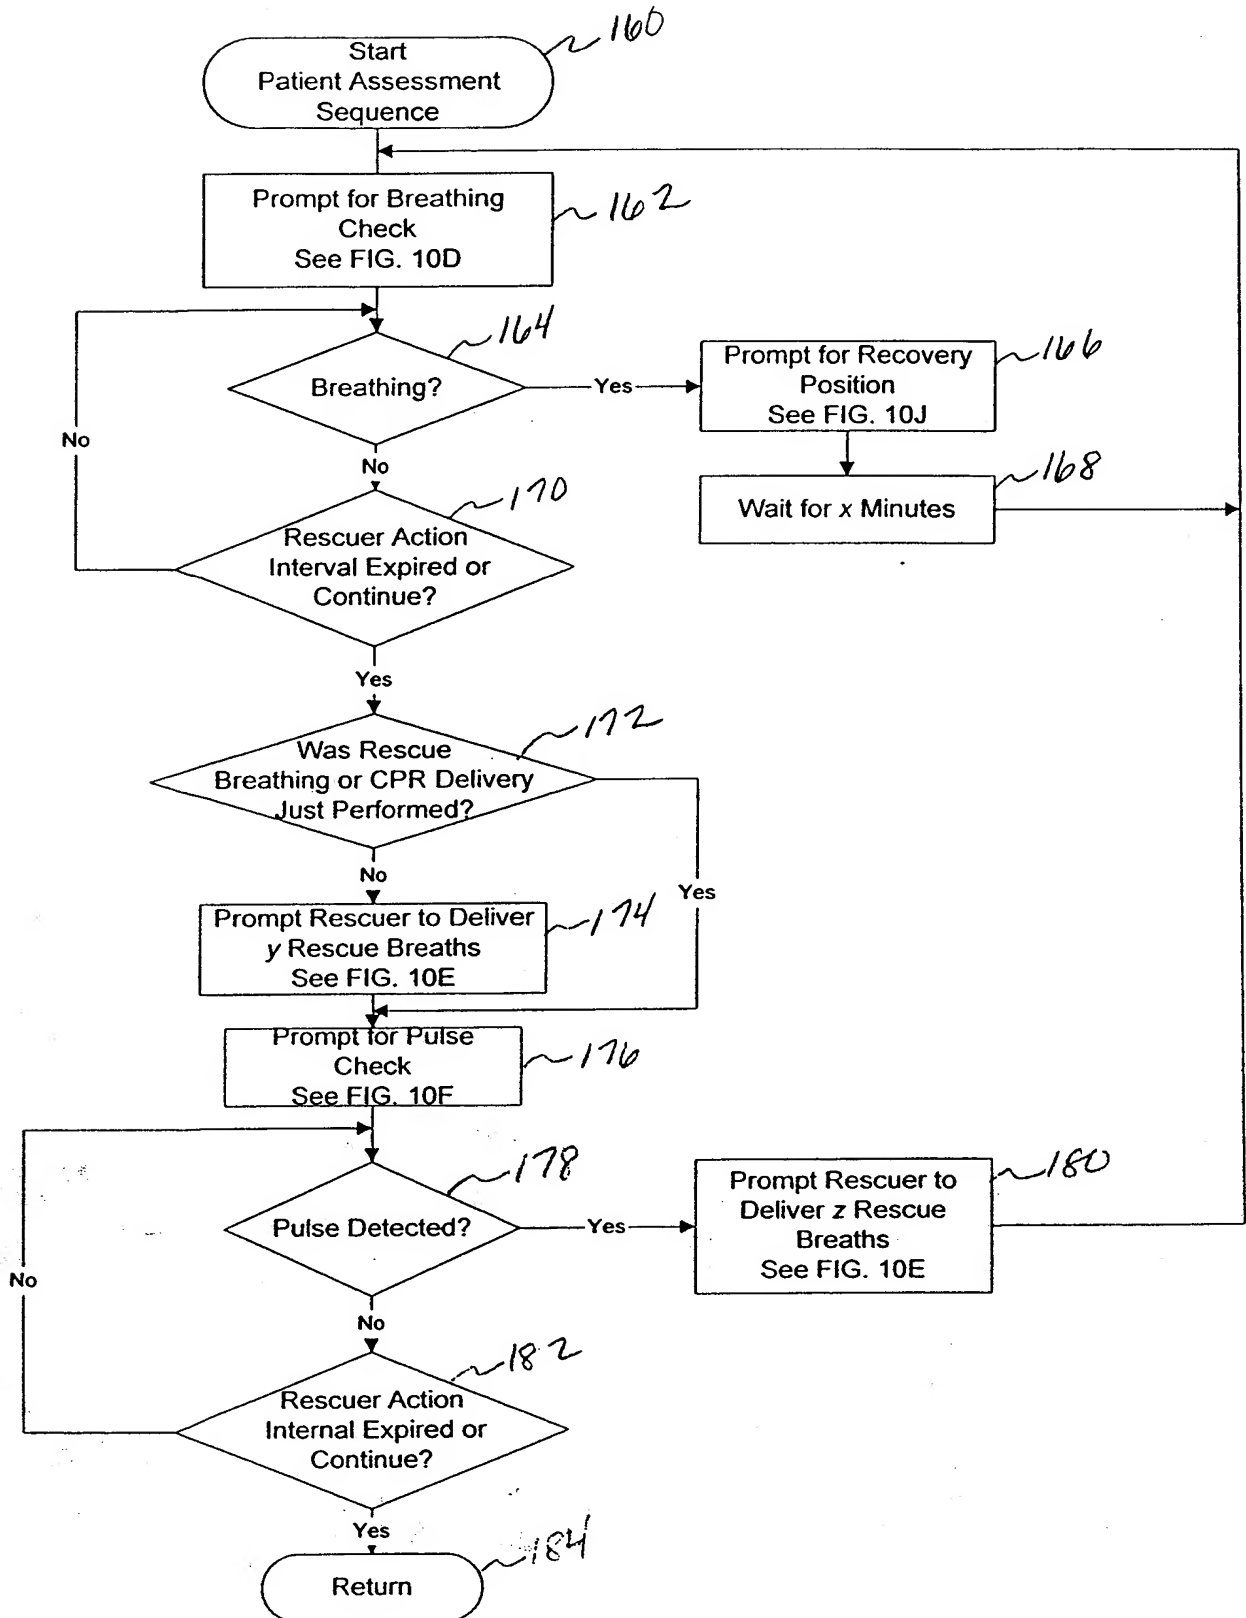 160
Start
Patient Assessment
Sequence
Prompt for Breathing
Check
See FIG. 10D
162
164
Breathing?
Yes
Prompt for Recovery
Position
See FIG. 10J
166
No
No
168
Wait for x Minutes
170
Rescuer Action
Interval Expired or
Continue?
Yes
172
Was Rescue
Breathing or CPR Delivery
Just Performed?
No
Yes
Prompt Rescuer to Deliver
y Rescue Breaths
See FIG. 10E
174
Prompt for Pulse
Check
See FIG. 10F
176
178
Pulse Detected?
Yes
Prompt Rescuer to
Deliver z Rescue
Breaths
See FIG. 10E
180
No
No
182
Rescuer Action
Internal Expired or
Continue?
Yes
184
Return